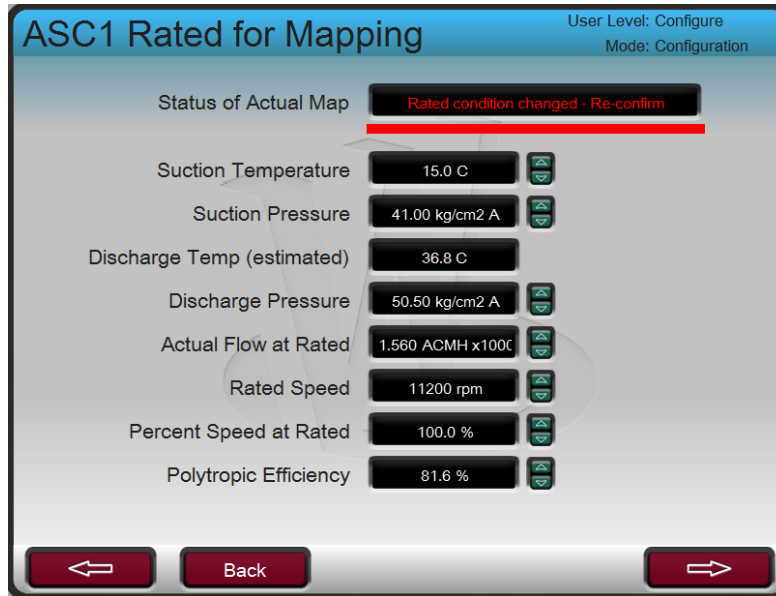 ASC1 Rated for Mapping
User Level: Configure
Mode: Configuration
Status of Actual Map Rated condition changed - Re-confirm
Suction Temperature 15.0 C
Suction Pressure 41.00 kg/cm2 A
Discharge Temp (estimated) 36.8 C
Discharge Pressure 50.50 kg/cm2 A
Actual Flow at Rated 1.560 ACMH x1000
Rated Speed 11200 rpm
Percent Speed at Rated 100.0 %
Polytropic Efficiency 81.6 %
Back